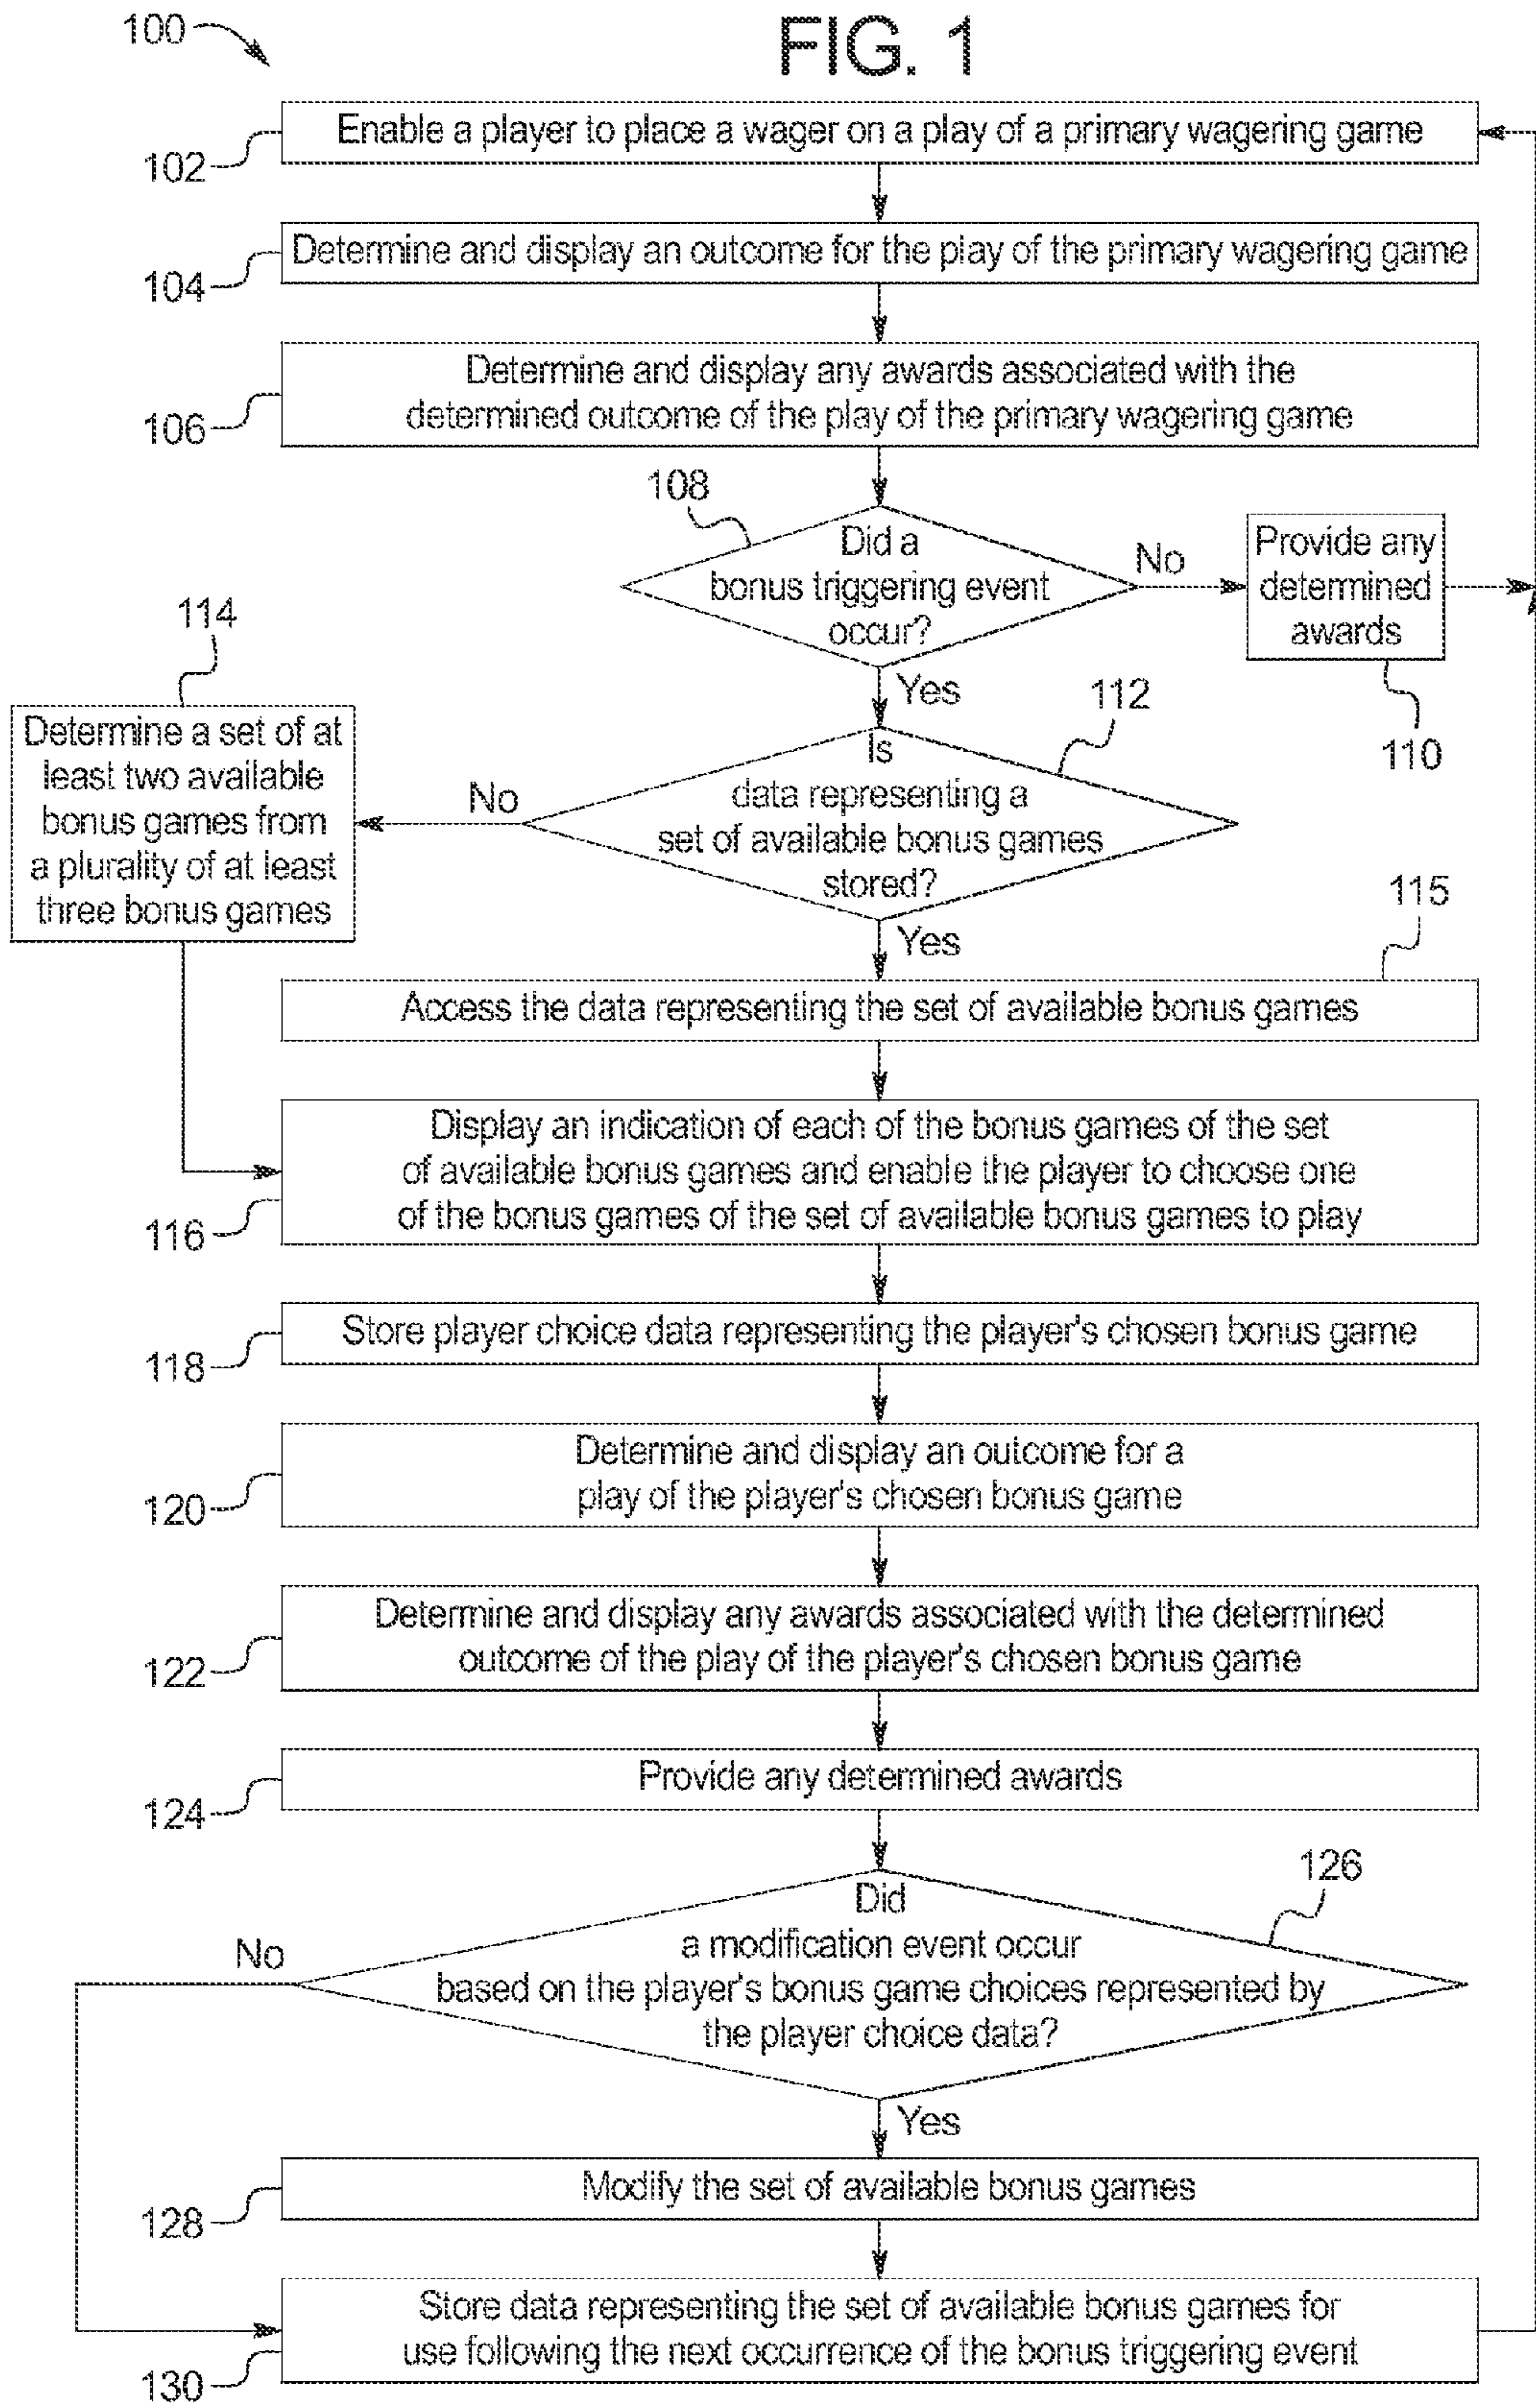 FIG. 1
100
Enable a player to place a wager on a play of a primary wagering game
102
Determine and display an outcome for the play of the primary wagering game
104
Determine and display any awards associated with the
determined outcome of the play of the primary wagering game
106
108
Did a
bonus triggering event
occur?
No
Provide any
determined
awards
110
Yes
112
Is
data representing a
set of available bonus games
stored?
No
114
Determine a set of at
least two available
bonus games from
a plurality of at least
three bonus games
Yes
115
Access the data representing the set of available bonus games
Display an indication of each of the bonus games of the set
of available bonus games and enable the player to choose one
of the bonus games of the set of available bonus games to play
116
Store player choice data representing the player's chosen bonus game
118
Determine and display an outcome for a
play of the player's chosen bonus game
120
Determine and display any awards associated with the determined
outcome of the play of the player's chosen bonus game
122
Provide any determined awards
124
126
Did
a modification event occur
based on the player's bonus game choices represented by
the player choice data?
No
Yes
Modify the set of available bonus games
128
Store data representing the set of available bonus games for
use following the next occurrence of the bonus triggering event
130